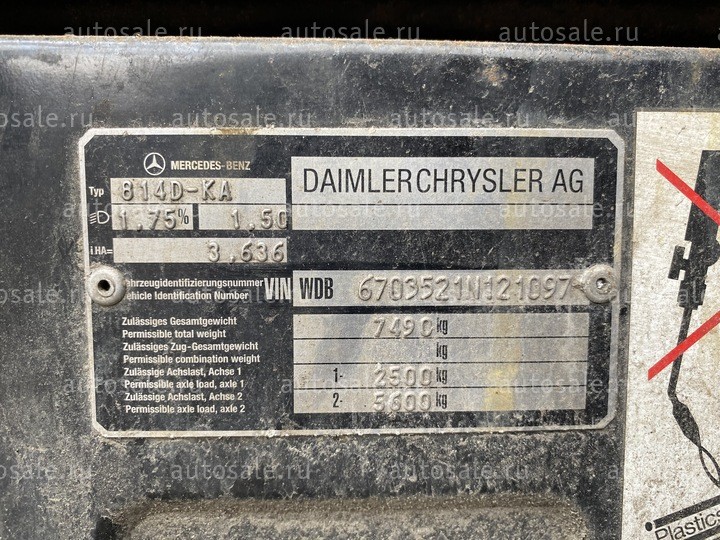 autosale.ru autosale.ru autosale.ru
MERCEDES-BENZ
Typ 814D-KA
DAIMLERCHRYSLER AG
1.75% 1.50
iHA= 3,636
Fahrzeugidentifizierungsnummer
Vehicle Identification Number
VIN WDB 6703521N121097
Zulässiges Gesamtgewicht
Permissible total weight
7490 kg
Zulässiges Zug-Gesamtgewicht
Permissible combination weight
kg
Zulässige Achslast, Achse 1
Permissible axle load, axle 1
1- 2500 kg
Zulässige Achslast, Achse 2
Permissible axle load, axle 2
2- 5600 kg